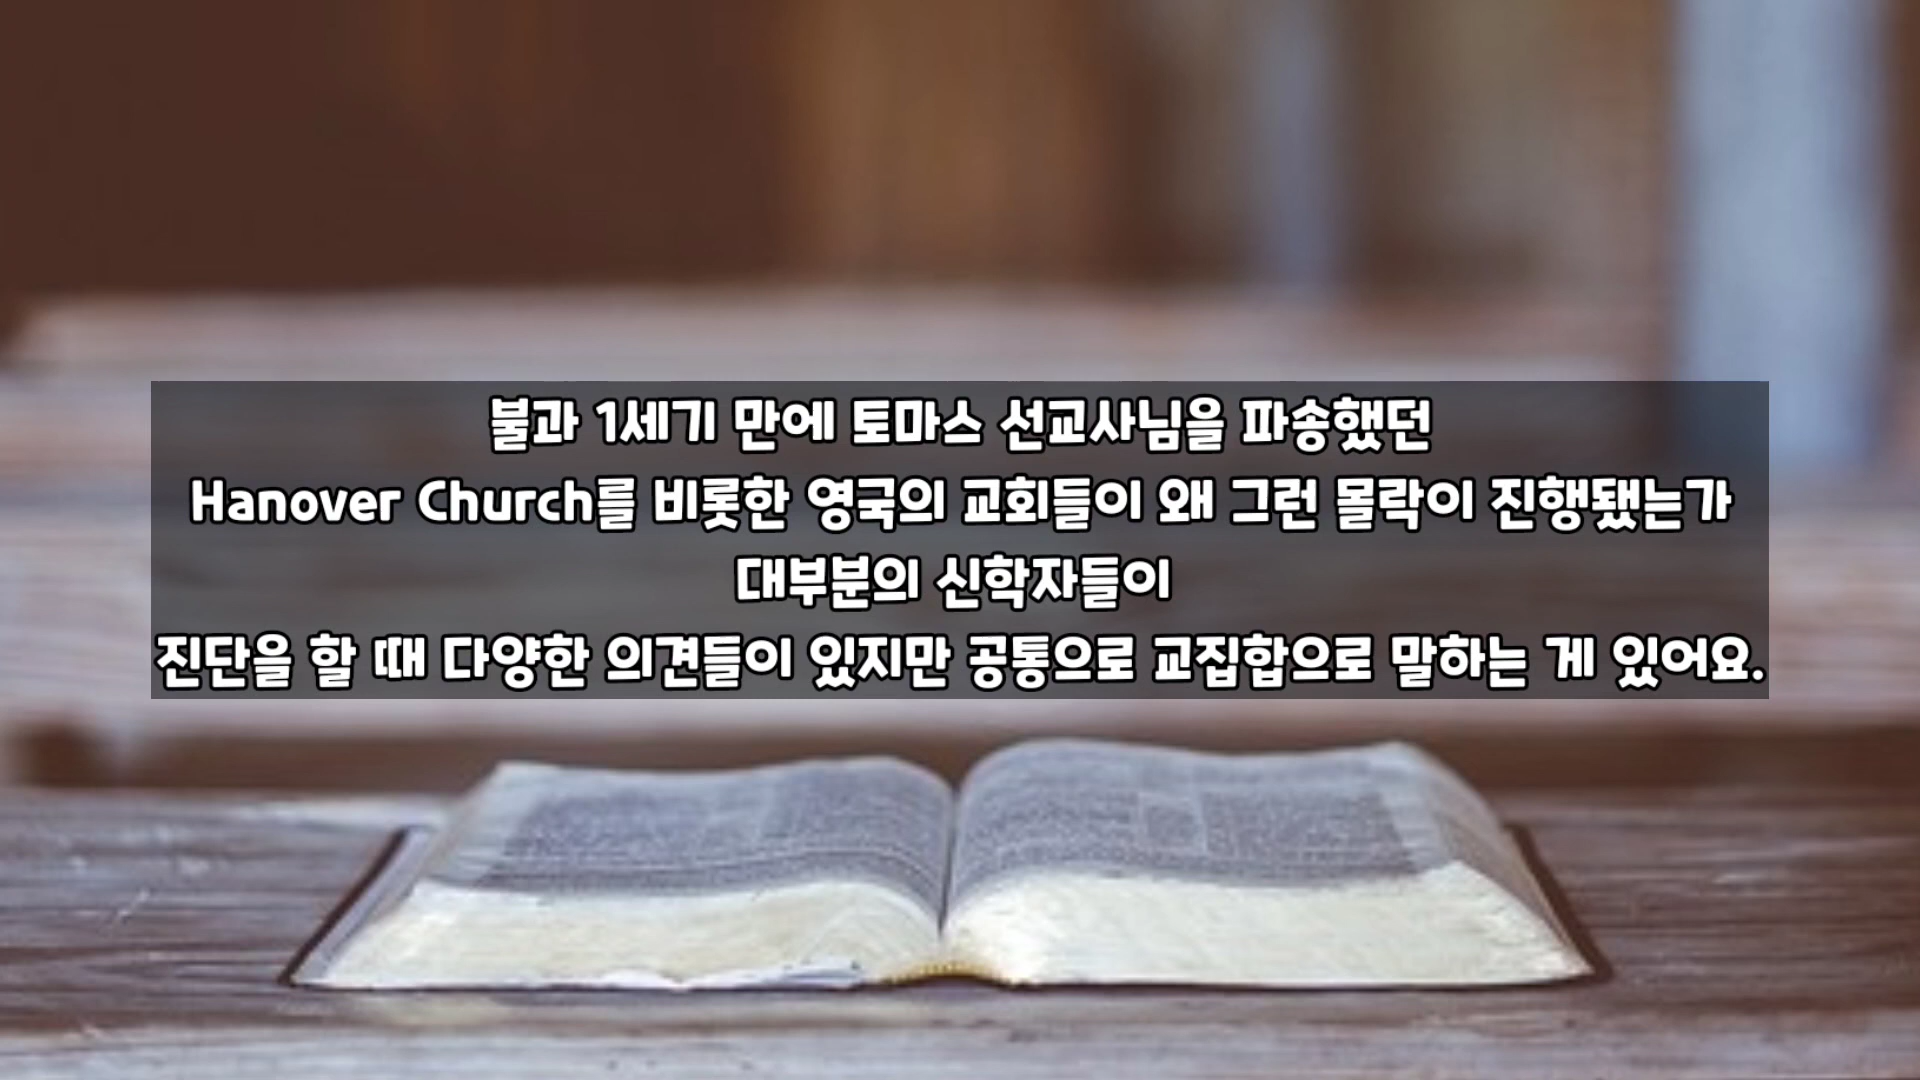 불과 1세기 만에 토마스 선교사님을 파송했던
Hanover Church를 비롯한 영국의 교회들이 왜 그런 몰락이 진행됐는가
대부분의 신학자들이
진단을 할 때 다양한 의견들이 있지만 공통으로 교집합으로 말하는 게 있어요.